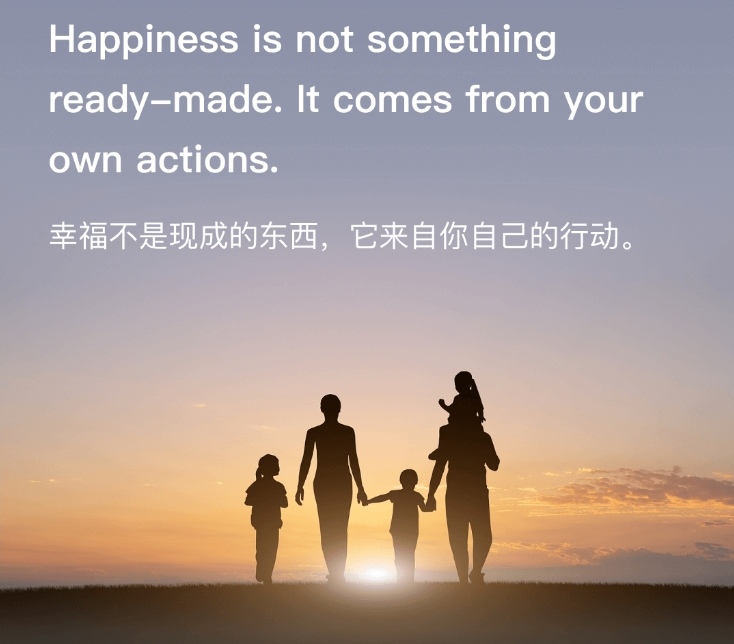 Happiness is not something
ready–made. It comes from your
own actions.
幸福不是现成的东西，它来自你自己的行动。